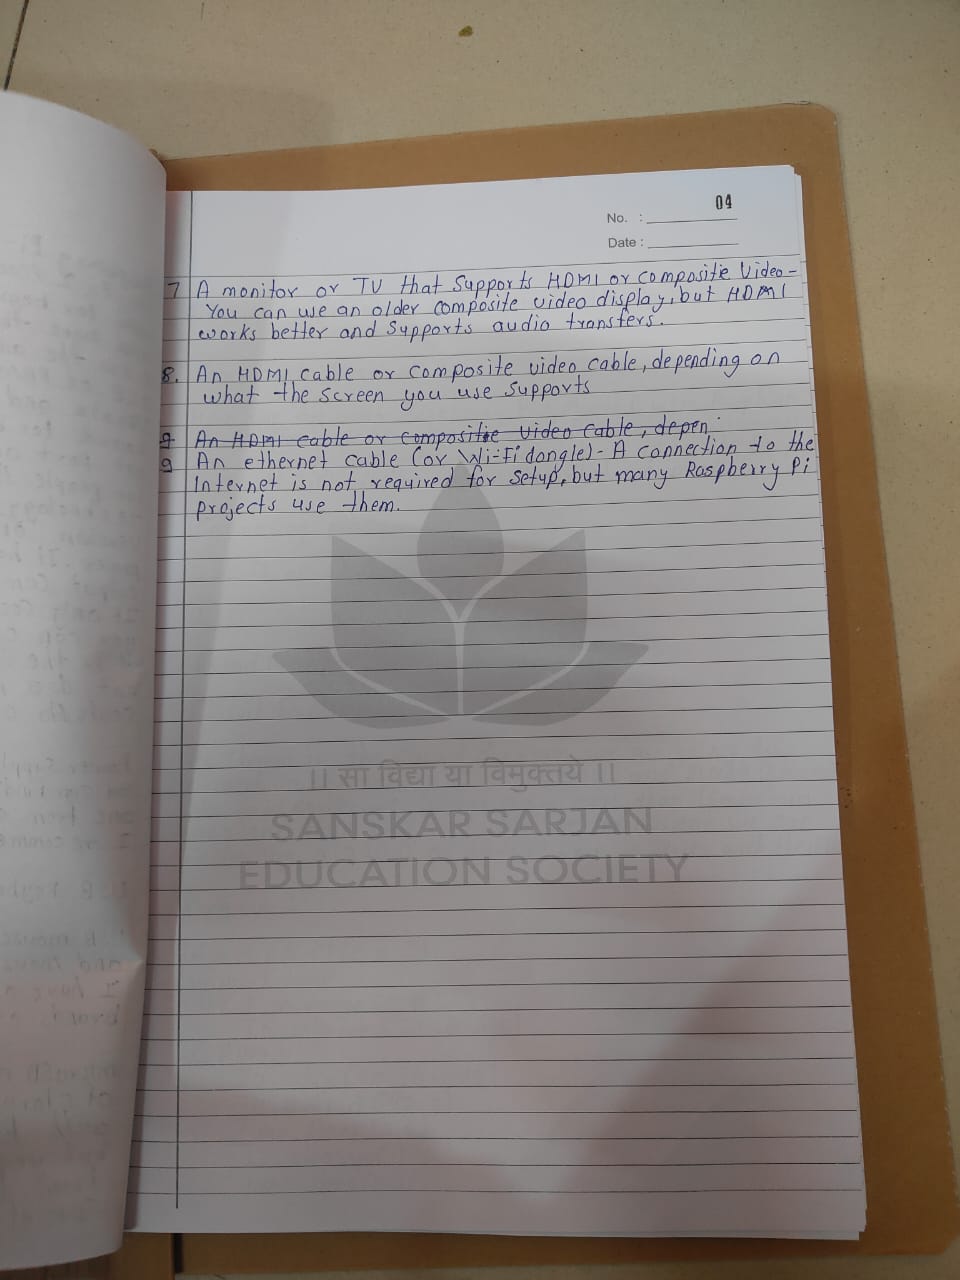 04
No. :
Date :
7 A monitor or TV that Supports HDMI or composite Video -
You can use an older composite video display, but HDMI
works better and Supports audio transfers.
8. An HDMI cable or composite video cable, depending on
what the screen you use supports
9 An HDMI cable or composite video cable, depen
9 An ethernet cable (or Wi-Fi dongle) - A connection to the
Internet is not required for setup, but many Raspberry Pi
projects use them.
।। सा विद्या या विमुक्तये ।।
SANSKAR SARJAN
EDUCATION SOCIETY